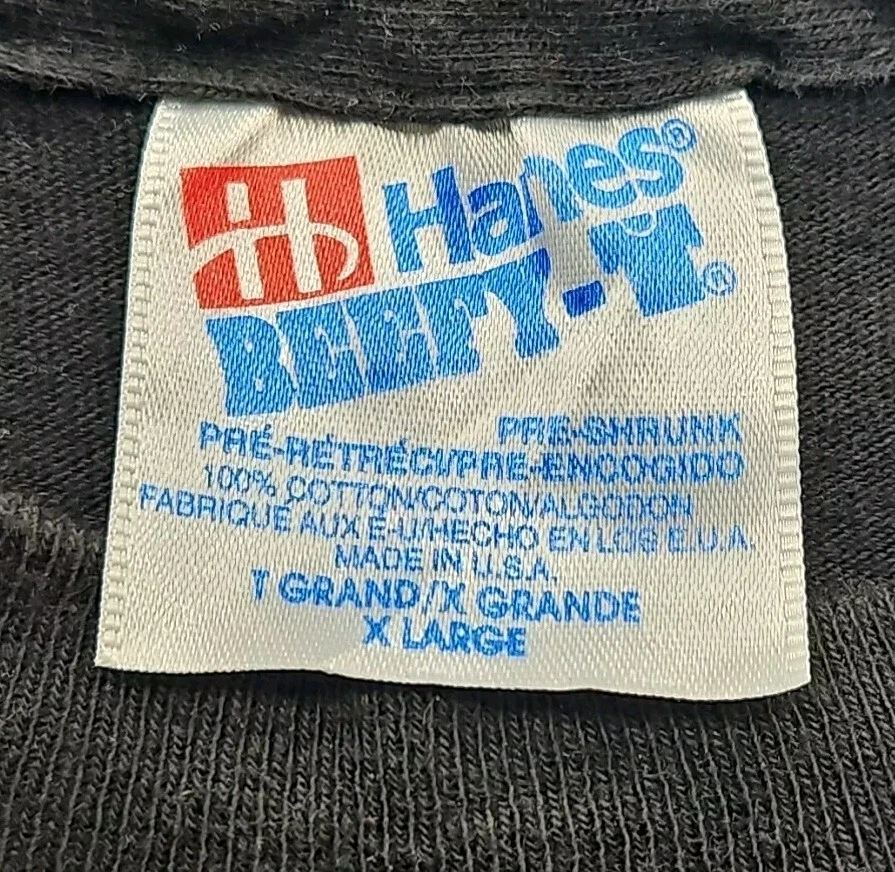 H Hanes®
BEEFY-T®
PRE-SHRUNK
PRÉ-RÉTRÉCI/PRE-ENCOGIDO
100% COTTON/COTON/ALGODON
FABRIQUE AUX E-U/HECHO EN LOS E.U.A.
MADE IN U.S.A.
T GRAND/X GRANDE
X LARGE